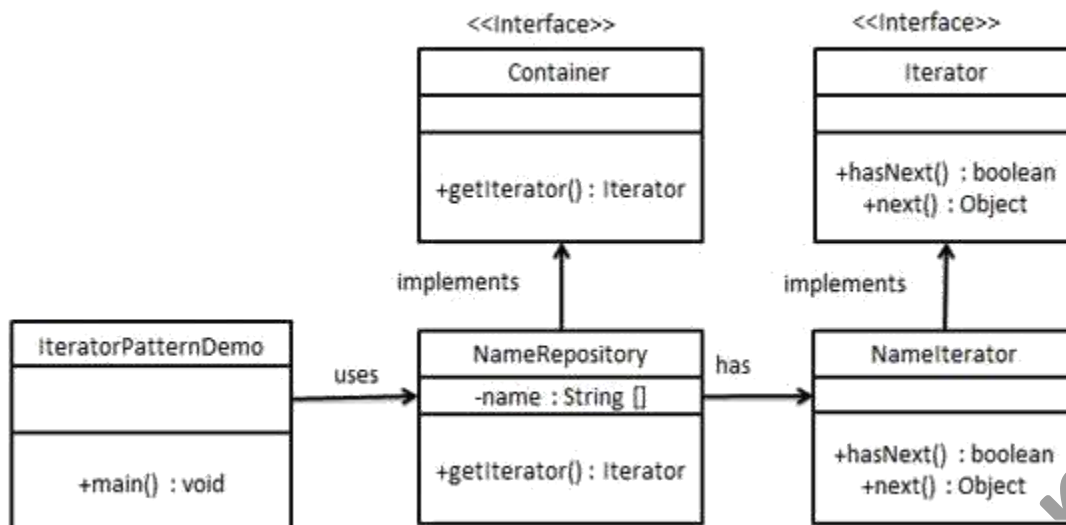 <<Interface>>
Container
+getIterator() : Iterator
<<Interface>>
Iterator
+hasNext() : boolean
+next() : Object
implements
implements
IteratorPatternDemo
+main() : void
uses
NameRepository
-name : String []
+getIterator() : Iterator
has
NameIterator
+hasNext() : boolean
+next() : Object